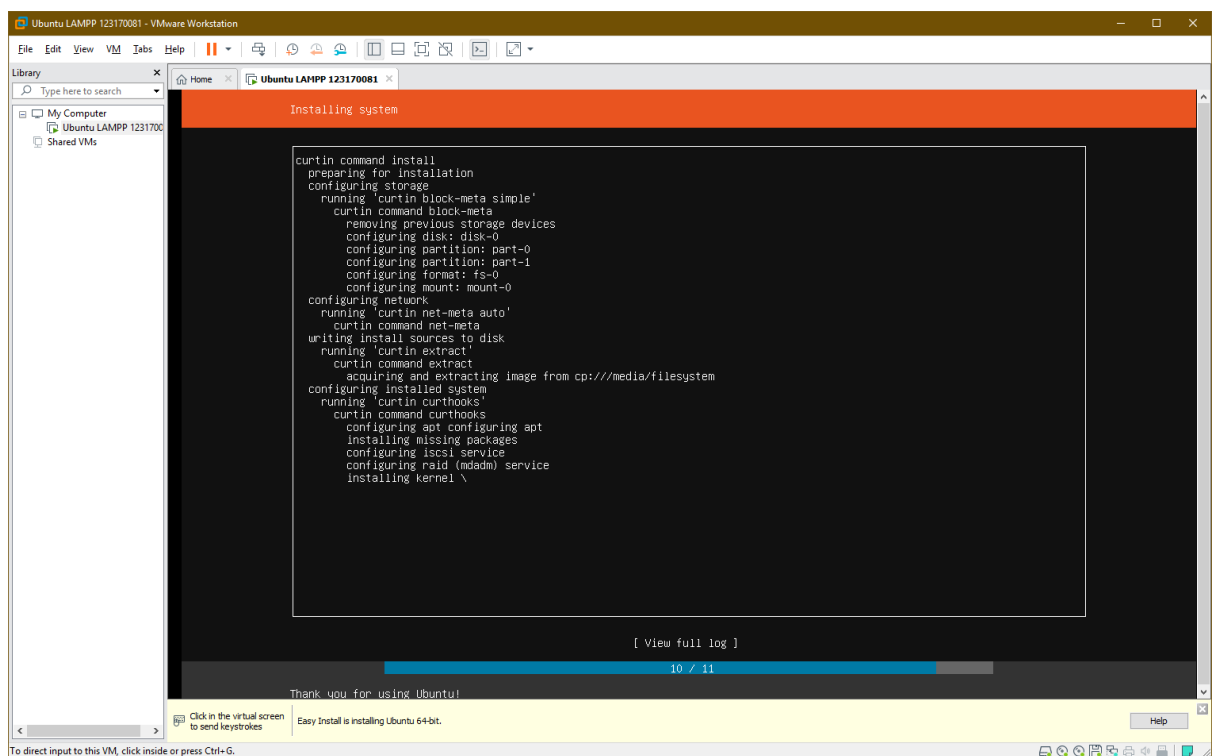 Ubuntu LAMPP 123170081 - VMware Workstation
File Edit View VM Tabs Help
Library
Type here to search
My Computer
Ubuntu LAMPP 123170
Shared VMs
Home
Ubuntu LAMPP 123170081
Installing system
curtin command install
preparing for installation
configuring storage
running 'curtin block-meta simple'
curtin command block-meta
removing previous storage devices
configuring disk: disk-0
configuring partition: part-0
configuring partition: part-1
configuring format: fs-0
configuring mount: mount-0
configuring network
running 'curtin net-meta auto'
curtin command net-meta
writing install sources to disk
running 'curtin extract'
curtin command extract
acquiring and extracting image from cp:///media/filesystem
configuring installed system
running 'curtin curthooks'
curtin command curthooks
configuring apt configuring apt
installing missing packages
configuring iscsi service
configuring raid (mdadm) service
installing kernel \
[ View full log ]
10 / 11
Thank you for using Ubuntu!
Click in the virtual screen
to send keystrokes
Easy Install is installing Ubuntu 64-bit.
Help
To direct input to this VM, click inside or press Ctrl+G.